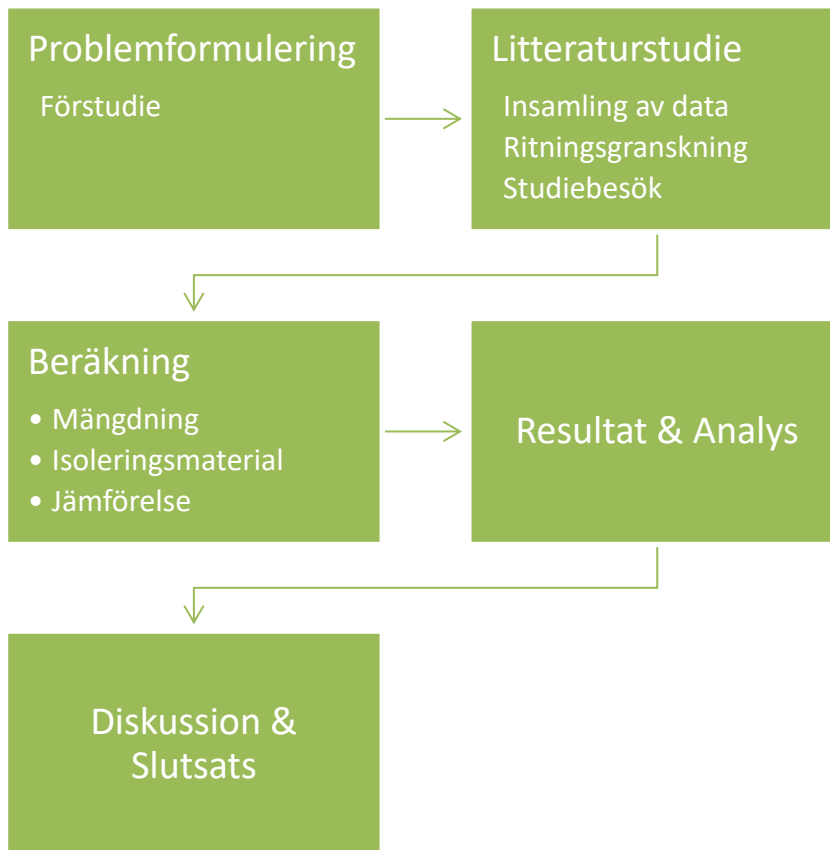 Problemformulering
Förstudie
Litteraturstudie
Insamling av data
Ritningsgranskning
Studiebesök
Beräkning
• Mängdning
• Isoleringsmaterial
• Jämförelse
Resultat & Analys
Diskussion &
Slutsats